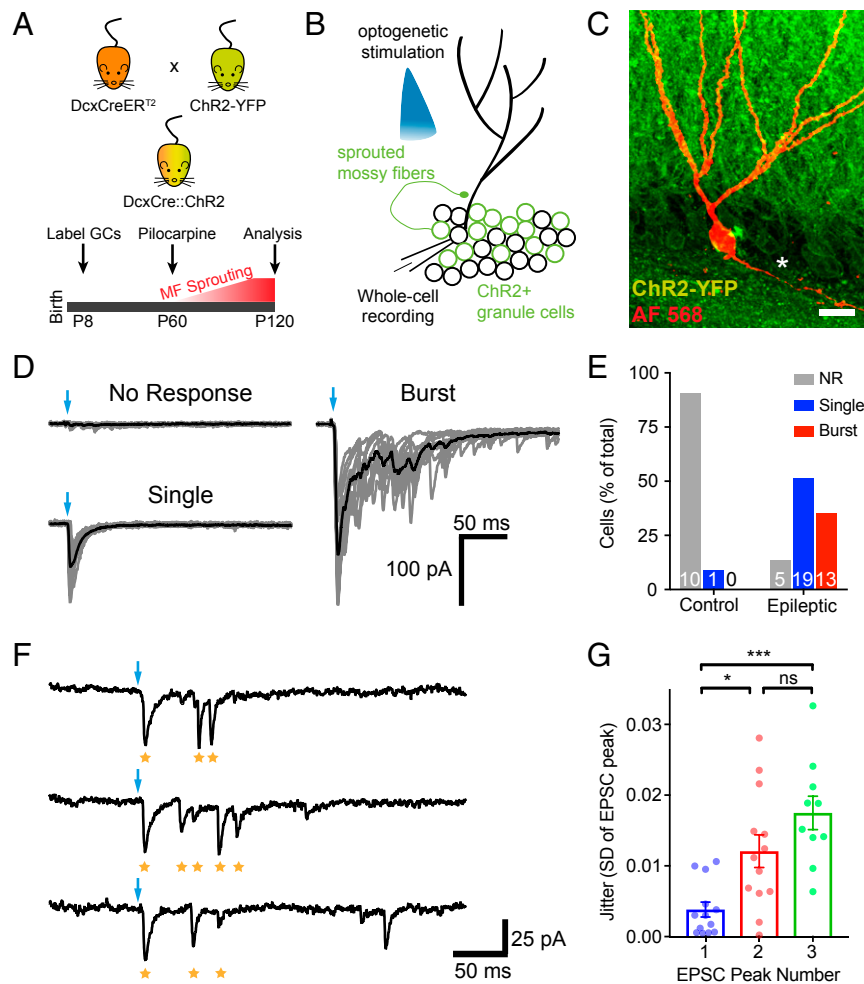 A
DcxCreER^T2
x
ChR2-YFP
DcxCre::ChR2
Label GCs
Pilocarpine
Analysis
MF Sprouting
Birth
P8
P60
P120
B
optogenetic
stimulation
sprouted
mossy fibers
Whole-cell
recording
ChR2+
granule cells
C
*
ChR2-YFP
AF 568
D
No Response
Burst
Single
50 ms
100 pA
E
NR
Single
Burst
Cells (% of total)
100
75
50
25
0
10 1 0
5 19 13
Control
Epileptic
F
25 pA
50 ms
G
***
*
ns
Jitter (SD of EPSC peak)
0.03
0.02
0.01
0.00
1 2 3
EPSC Peak Number